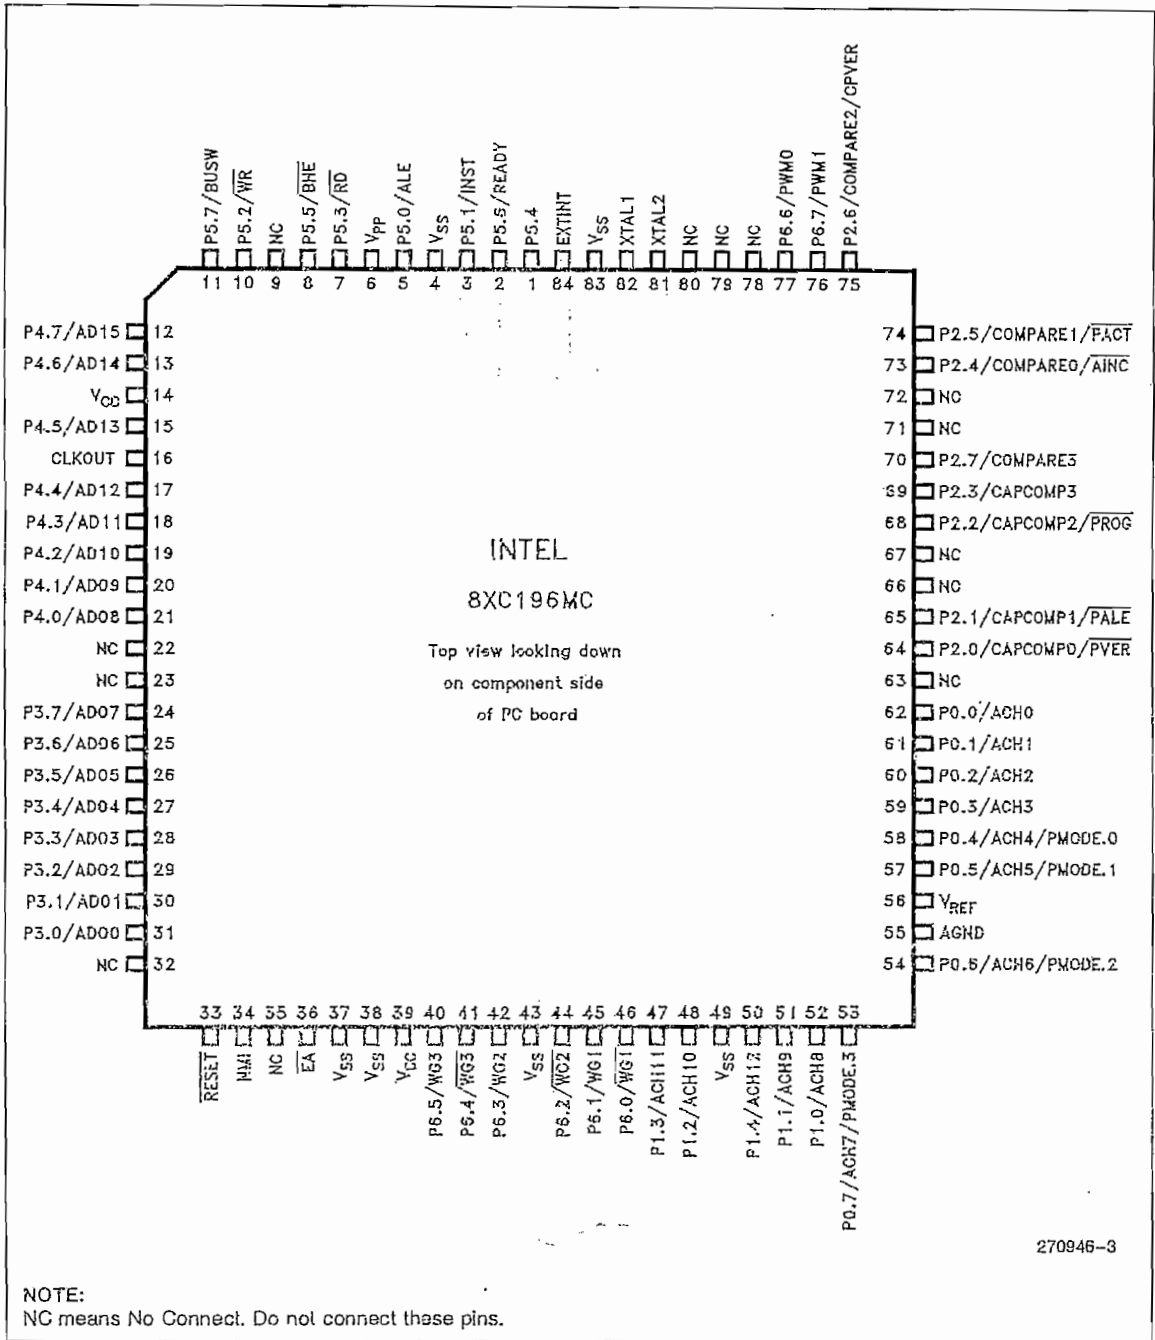 P5.7/BUSW
P5.2/W̅R̅
NC
P5.5/B̅H̅E̅
P5.3/R̅D̅
VPP
P5.0/ALE
VSS
P5.1/INST
P5.6/READY
P5.4
EXTINT
VSS
XTAL1
XTAL2
NC
NC
NC
P6.6/PWM0
P6.7/PWM1
P2.6/COMPARE2/CPVER
11 10 9 8 7 6 5 4 3 2 1 84 83 82 81 80 79 78 77 76 75
P4.7/AD15 12
P4.6/AD14 13
VCC 14
P4.5/AD13 15
CLKOUT 16
P4.4/AD12 17
P4.3/AD11 18
P4.2/AD10 19
P4.1/AD09 20
P4.0/AD08 21
NC 22
NC 23
P3.7/AD07 24
P3.6/AD06 25
P3.5/AD05 26
P3.4/AD04 27
P3.3/AD03 28
P3.2/AD02 29
P3.1/AD01 30
P3.0/AD00 31
NC 32
INTEL
8XC196MC
Top view looking down
on component side
of PC board
74 P2.5/COMPARE1/P̅A̅C̅T̅
73 P2.4/COMPARE0/A̅I̅N̅C̅
72 NC
71 NC
70 P2.7/COMPARE3
69 P2.3/CAPCOMP3
68 P2.2/CAPCOMP2/P̅R̅O̅G̅
67 NC
66 NC
65 P2.1/CAPCOMP1/P̅A̅L̅E̅
64 P2.0/CAPCOMP0/P̅V̅E̅R̅
63 NC
62 P0.0/ACH0
61 P0.1/ACH1
60 P0.2/ACH2
59 P0.3/ACH3
58 P0.4/ACH4/PMODE.0
57 P0.5/ACH5/PMODE.1
56 VREF
55 AGND
54 P0.6/ACH6/PMODE.2
33 34 35 36 37 38 39 40 41 42 43 44 45 46 47 48 49 50 51 52 53
R̅E̅S̅E̅T̅
NMI
NC
E̅A̅
VSS
VSS
VCC
P6.5/WG3
P6.4/W̅G̅3̅
P6.3/WG2
VSS
P6.2/W̅G̅2̅
P6.1/WG1
P6.0/W̅G̅1̅
P1.3/ACH11
P1.2/ACH10
VSS
P1.4/ACH12
P1.1/ACH9
P1.0/ACH8
P0.7/ACH7/PMODE.3
270946-3
NOTE:
NC means No Connect. Do not connect these pins.